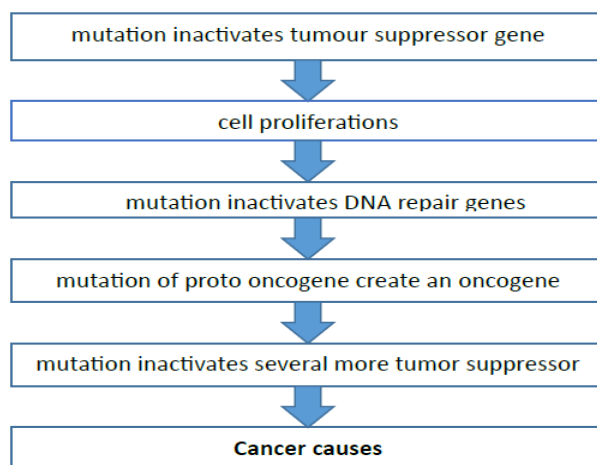 mutation inactivates tumour suppressor gene
cell proliferations
mutation inactivates DNA repair genes
mutation of proto oncogene create an oncogene
mutation inactivates several more tumor suppressor
Cancer causes